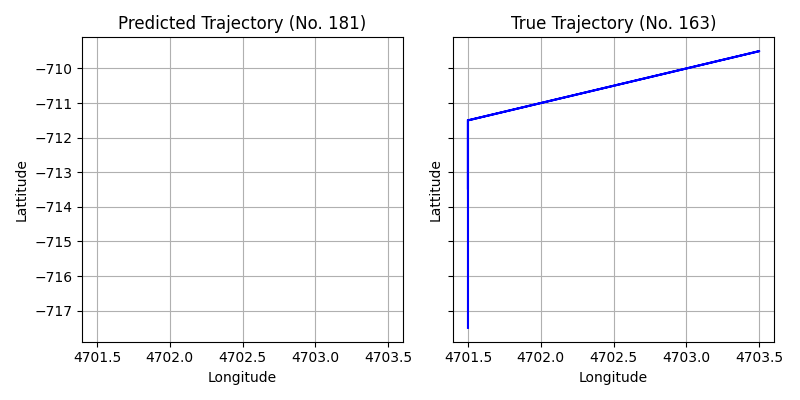 Predicted Trajectory (No. 181)
True Trajectory (No. 163)
−710
−711
−712
−713
−714
−715
−716
−717
Lattitude
Lattitude
4701.5 4702.0 4702.5 4703.0 4703.5
4701.5 4702.0 4702.5 4703.0 4703.5
Longitude
Longitude